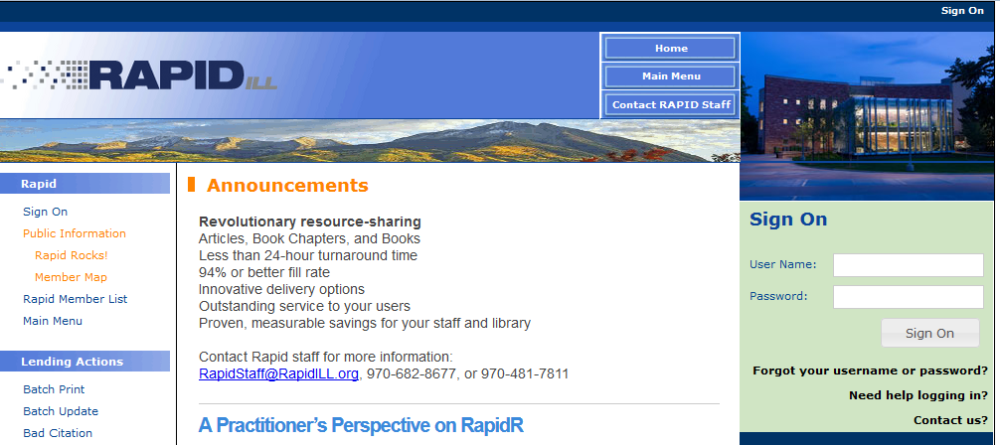 Sign On
RAPID ILL
Home
Main Menu
Contact RAPID Staff
Rapid
Sign On
Public Information
Rapid Rocks!
Member Map
Rapid Member List
Main Menu
Lending Actions
Batch Print
Batch Update
Bad Citation
Announcements
Revolutionary resource-sharing
Articles, Book Chapters, and Books
Less than 24-hour turnaround time
94% or better fill rate
Innovative delivery options
Outstanding service to your users
Proven, measurable savings for your staff and library
Contact Rapid staff for more information:
RapidStaff@RapidILL.org, 970-682-8677, or 970-481-7811
A Practitioner's Perspective on RapidR
Sign On
User Name:
Password:
Sign On
Forgot your username or password?
Need help logging in?
Contact us?